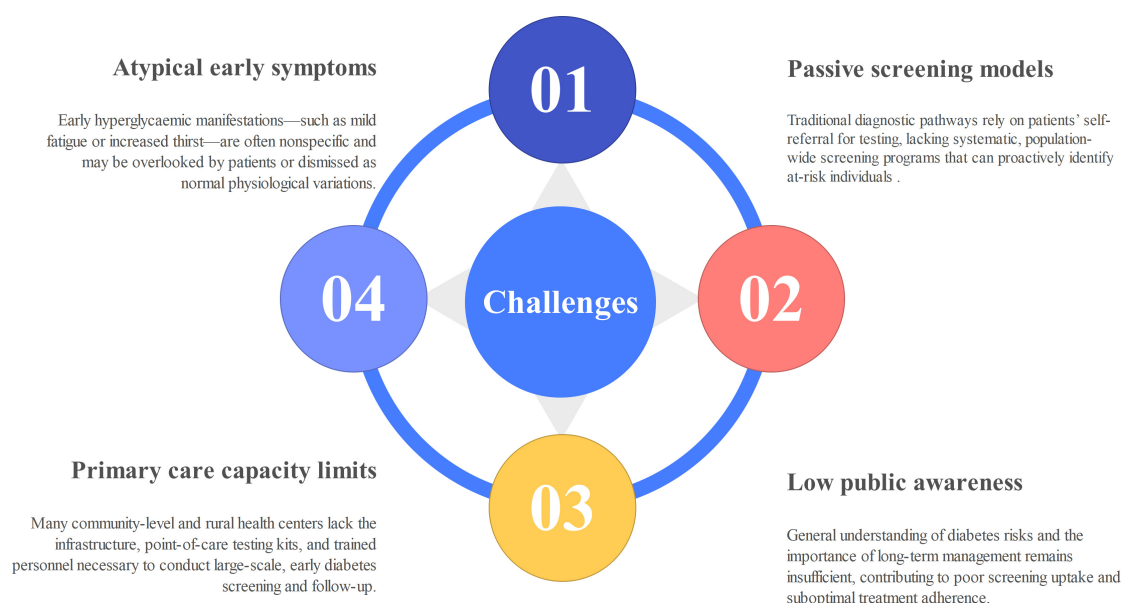 01
Atypical early symptoms
Early hyperglycaemic manifestations—such as mild
fatigue or increased thirst—are often nonspecific and
may be overlooked by patients or dismissed as
normal physiological variations.
Passive screening models
Traditional diagnostic pathways rely on patients’ self-
referral for testing, lacking systematic, population-
wide screening programs that can proactively identify
at-risk individuals .
04
Challenges
02
Primary care capacity limits
Many community-level and rural health centers lack the
infrastructure, point-of-care testing kits, and trained
personnel necessary to conduct large-scale, early diabetes
screening and follow-up.
03
Low public awareness
General understanding of diabetes risks and the
importance of long-term management remains
insufficient, contributing to poor screening uptake and
suboptimal treatment adherence.